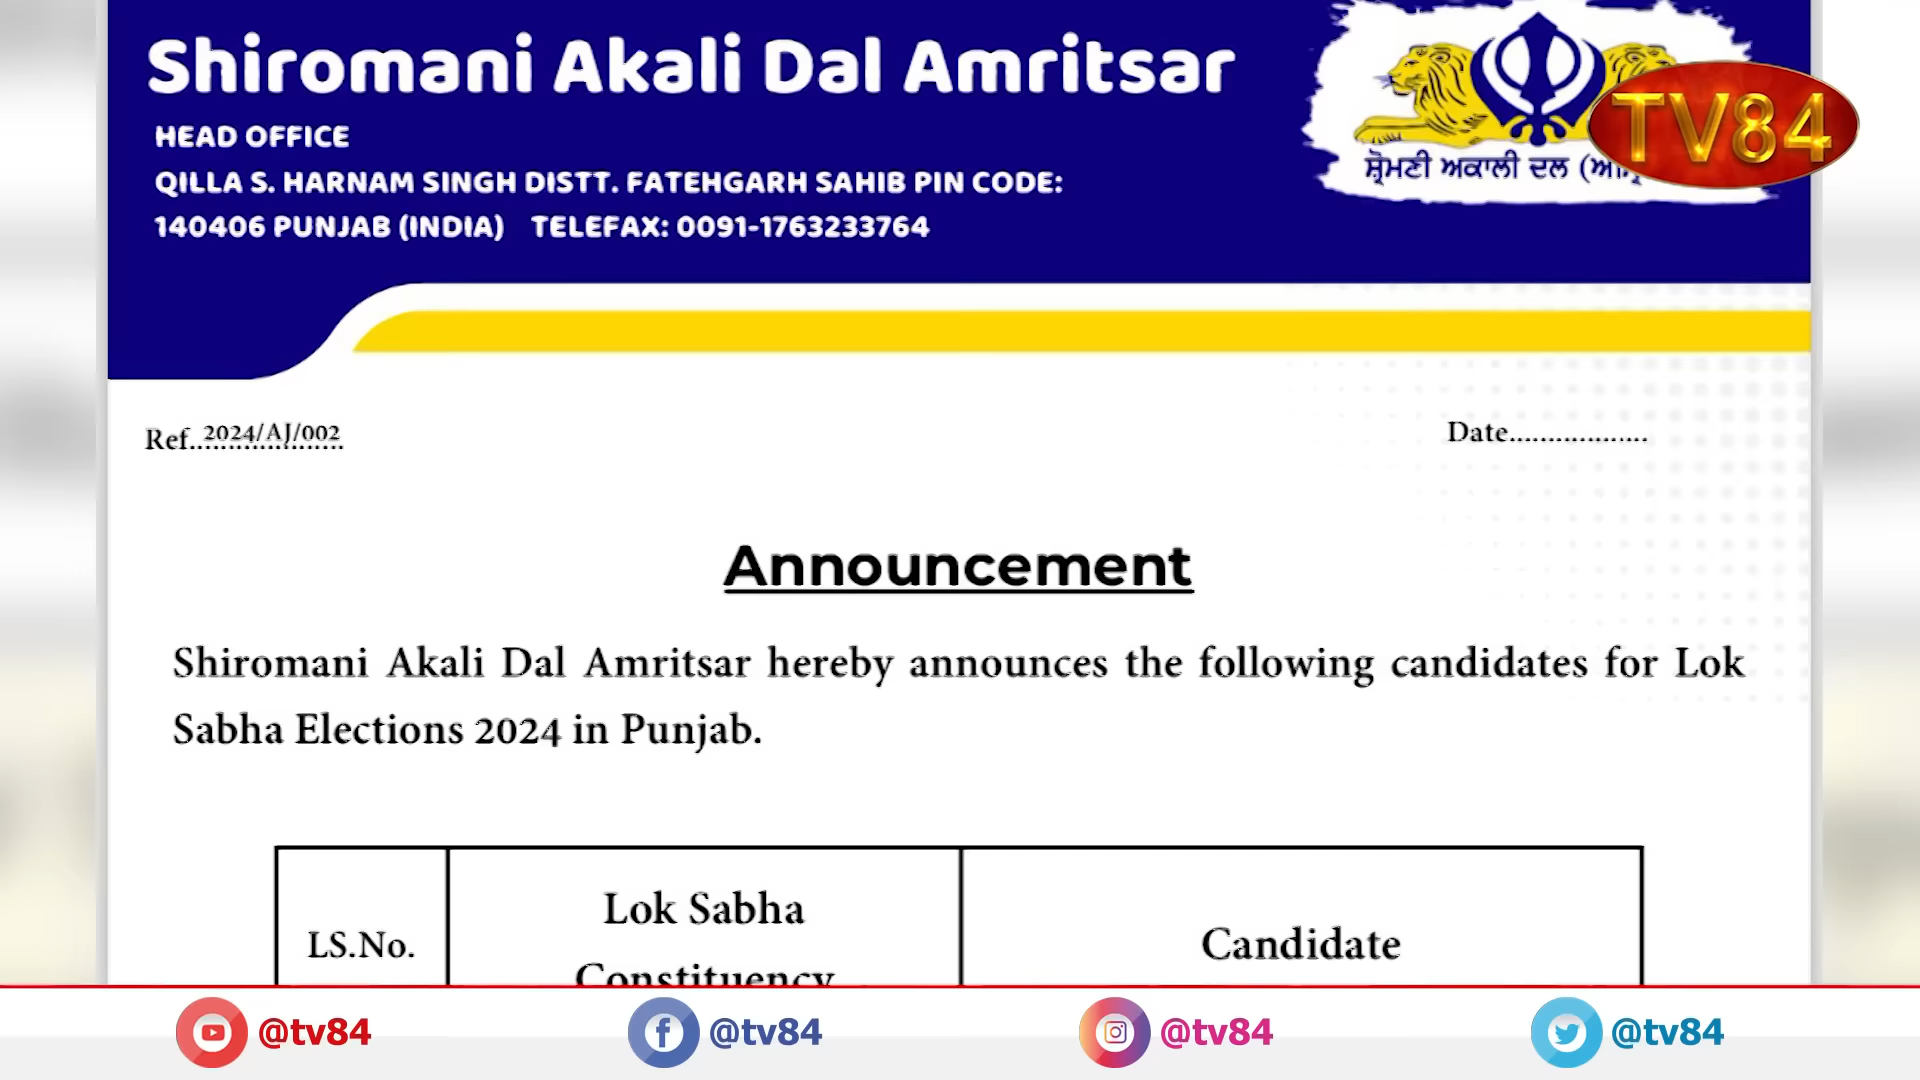 Shiromani Akali Dal Amritsar
HEAD OFFICE
QILLA S. HARNAM SINGH DISTT. FATEHGARH SAHIB PIN CODE:
140406 PUNJAB (INDIA) TELEFAX: 0091-1763233764
ਸ਼੍ਰੋਮਣੀ ਅਕਾਲੀ ਦਲ
TV84
Ref. 2024/AJ/002
Date..................
Announcement
Shiromani Akali Dal Amritsar hereby announces the following candidates for Lok
Sabha Elections 2024 in Punjab.
LS.No.
Lok Sabha
Constituency
Candidate
@tv84
@tv84
@tv84
@tv84